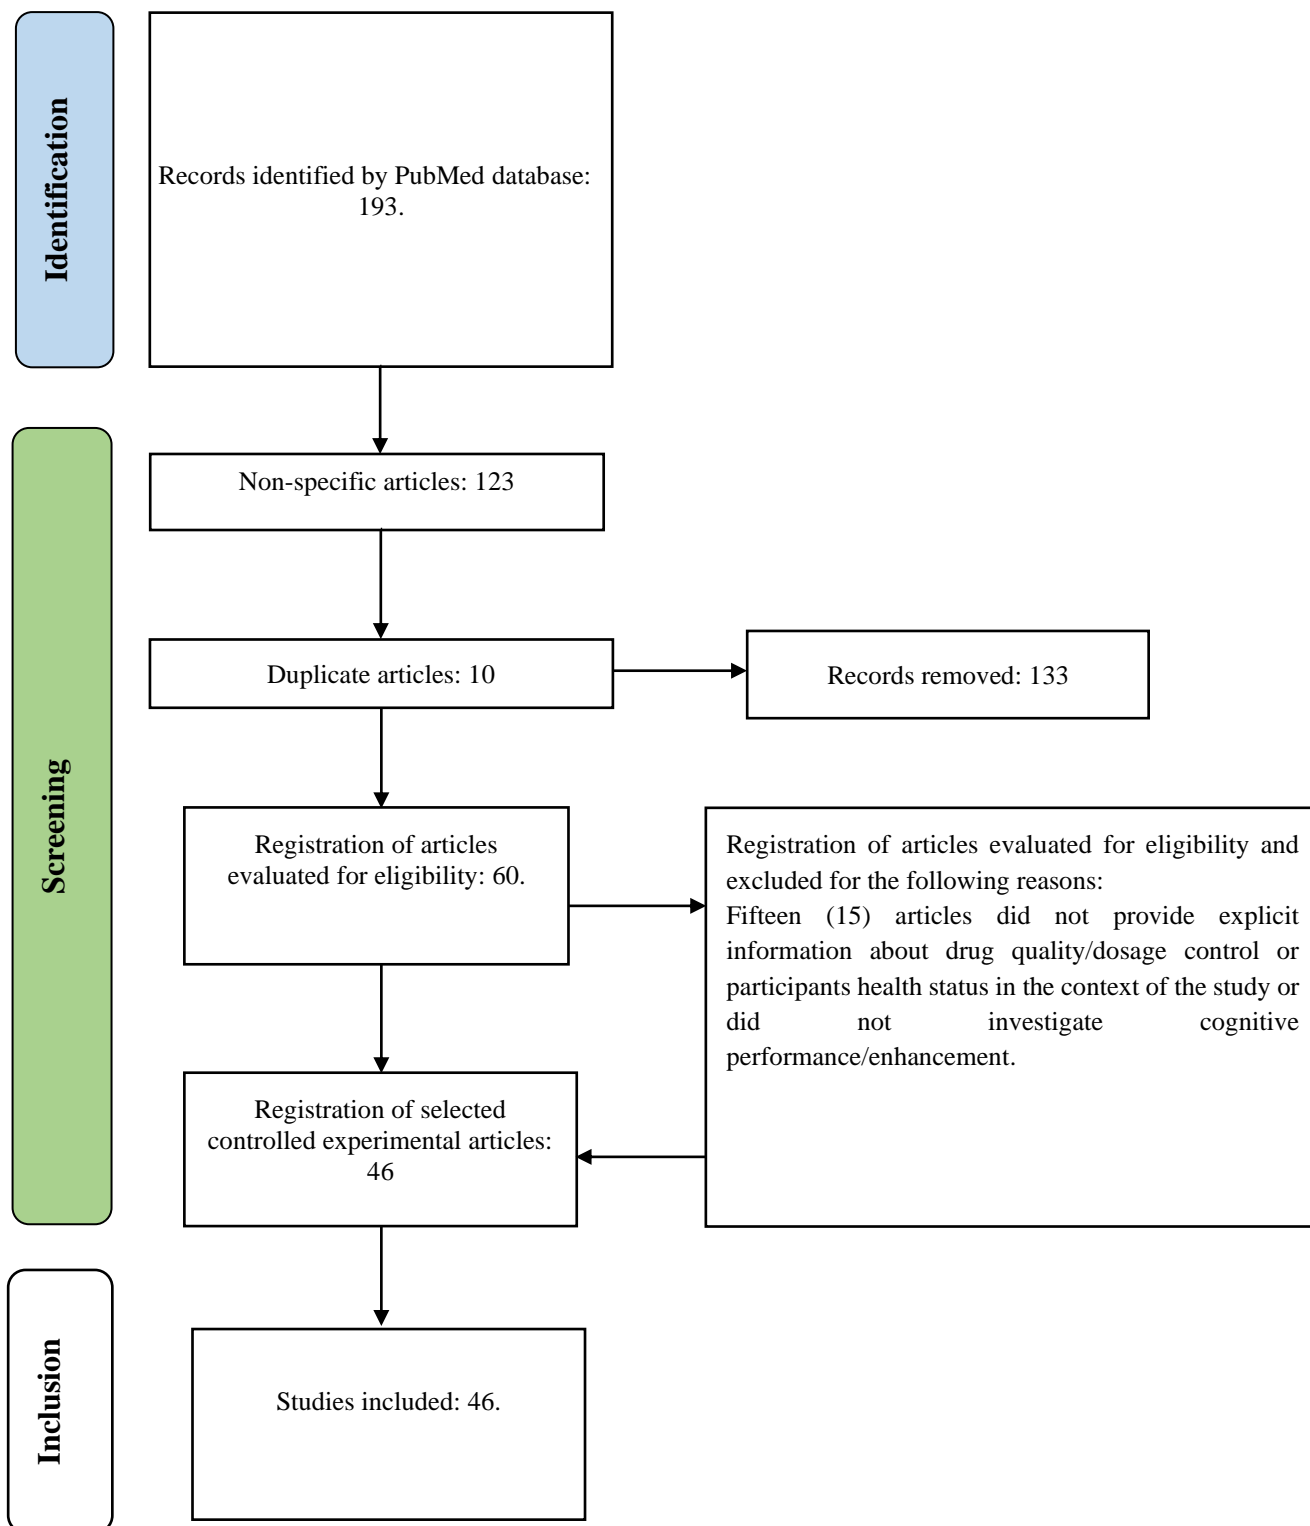 Identification
Records identified by PubMed database:
193.
Screening
Non-specific articles: 123
Duplicate articles: 10
Records removed: 133
Registration of articles
evaluated for eligibility: 60.
Registration of articles evaluated for eligibility and
excluded for the following reasons:
Fifteen (15) articles did not provide explicit
information about drug quality/dosage control or
participants health status in the context of the study or
did not investigate cognitive
performance/enhancement.
Registration of selected
controlled experimental articles:
46
Inclusion
Studies included: 46.